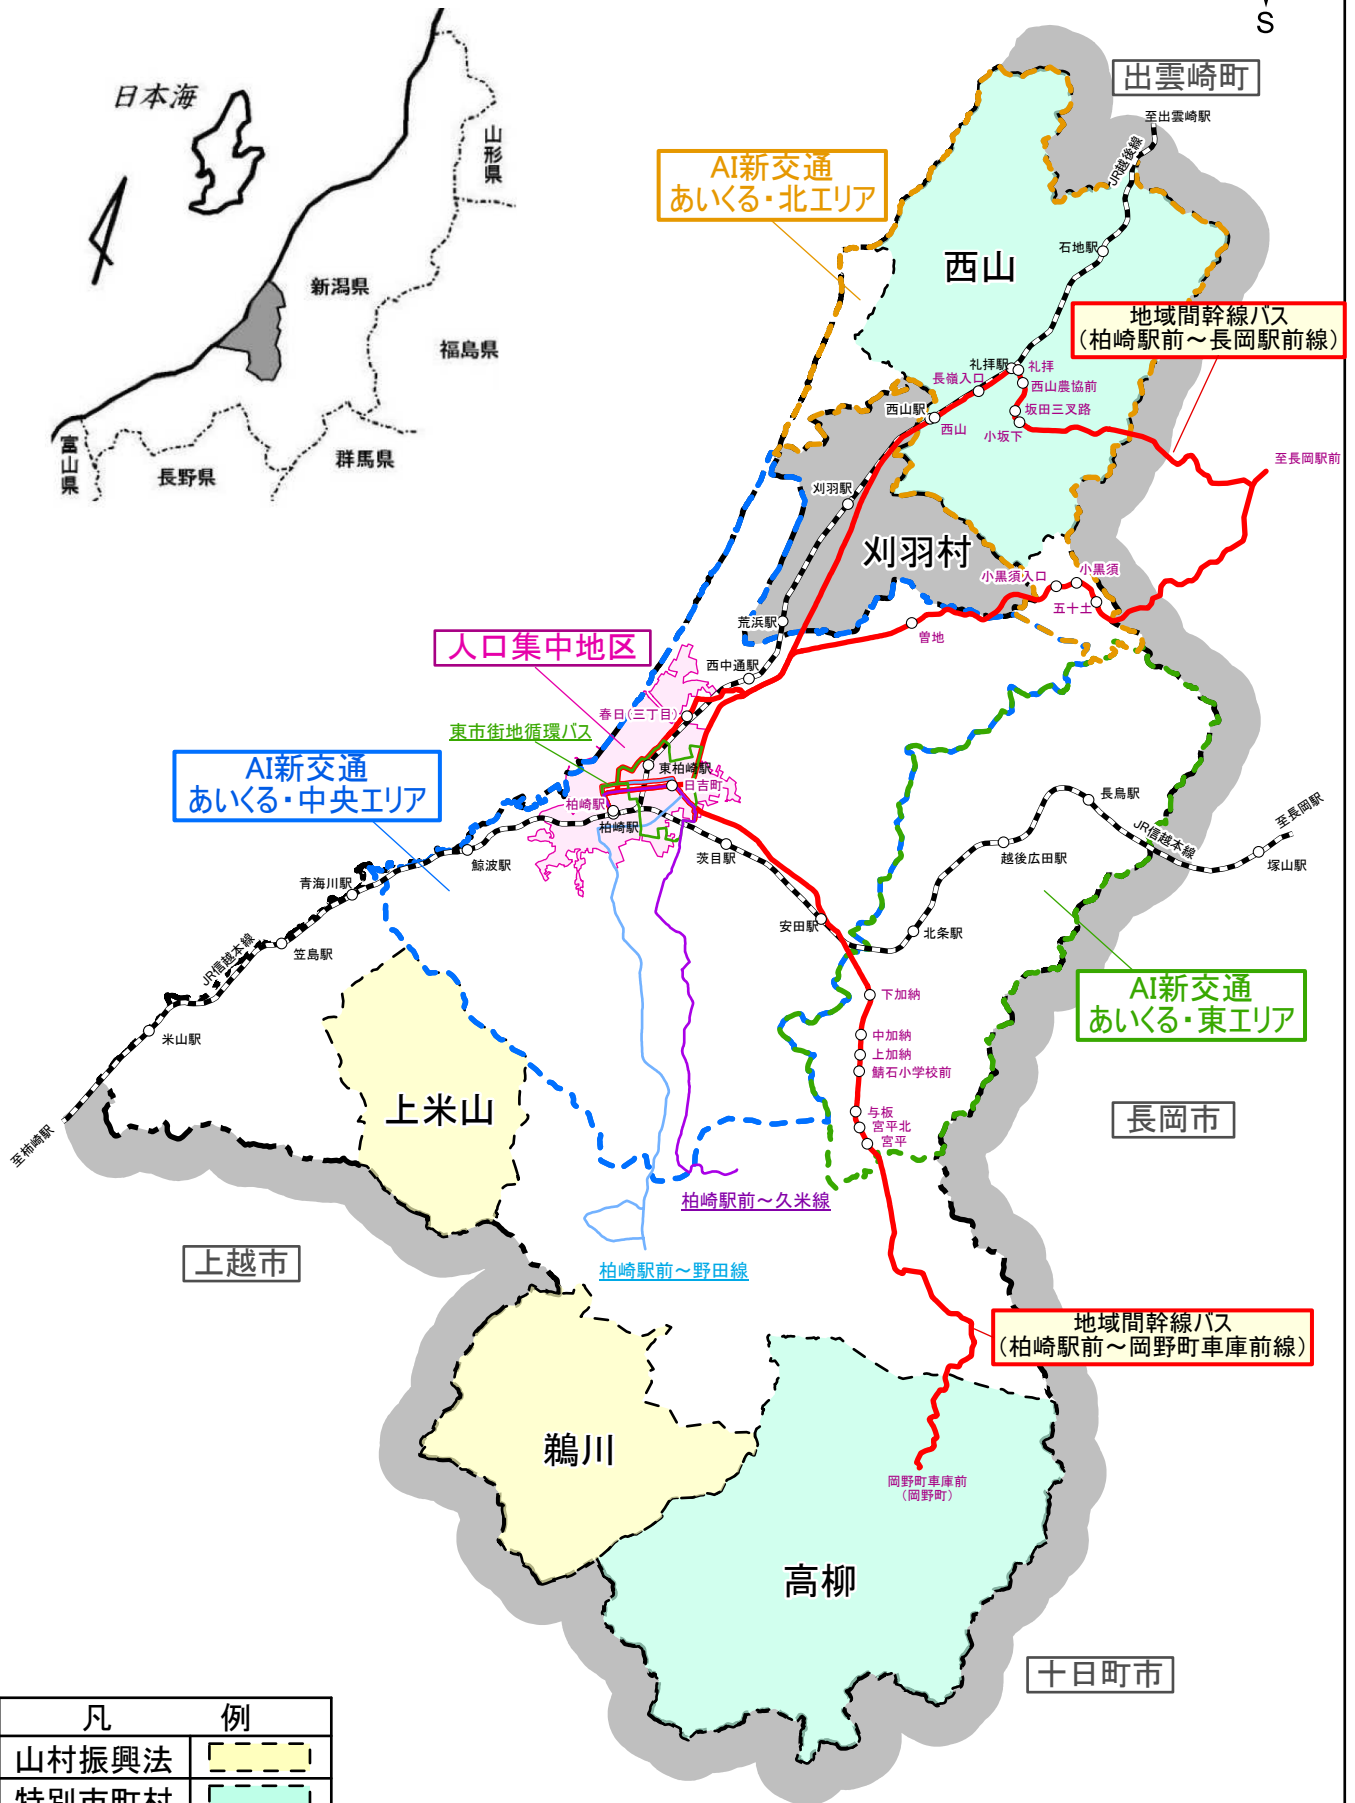 S
日本海
山形県
新潟県
福島県
富山県
長野県
群馬県
出雲崎町
至出雲崎駅
JR越後線
AI新交通
あいくる・北エリア
石地駅
西山
地域間幹線バス
(柏崎駅前～長岡駅前線)
礼拝駅
礼拝
長嶺入口
西山農協前
西山駅
坂田三叉路
西山
小坂下
至長岡駅前
刈羽駅
刈羽村
小黒須入口
小黒須
五十土
荒浜駅
曽地
人口集中地区
西中通駅
春日(三丁目)
東市街地循環バス
AI新交通
あいくる・中央エリア
東柏崎駅
日吉町
柏崎駅
柏崎駅
長鳥駅
至長岡駅
JR信越本線
茨目駅
越後広田駅
塚山駅
鯨波駅
青海川駅
安田駅
北条駅
笠島駅
JR信越本線
AI新交通
あいくる・東エリア
下加納
米山駅
中加納
上加納
鯖石小学校前
上米山
与板
長岡市
宮平北
宮平
至柿崎駅
柏崎駅前～久米線
上越市
柏崎駅前～野田線
地域間幹線バス
(柏崎駅前～岡野町車庫前線)
鵜川
岡野町車庫前
(岡野町)
高柳
十日町市
凡例
山村振興法
特別市町村